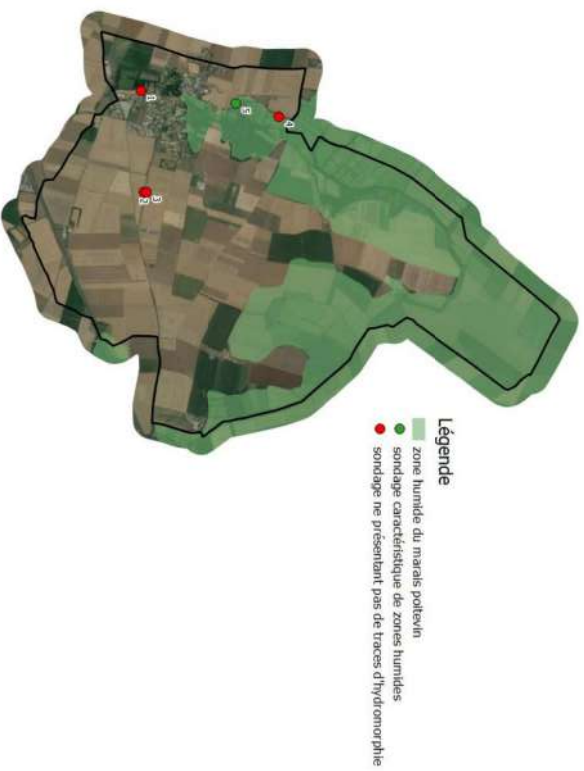 Légende
zone humide du marais poitevin
sondage caractéristique de zones humides
sondage ne présentant pas de traces d'hydromorphie
4
5
1
3
2